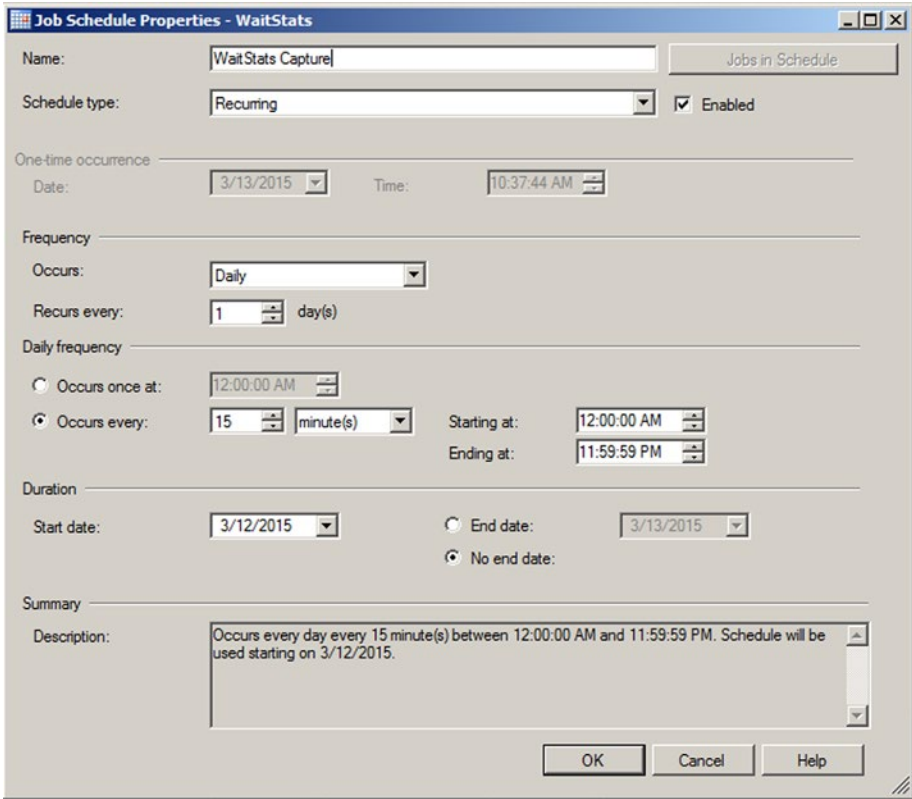 Job Schedule Properties - WaitStats
Name: WaitStats Capture Jobs in Schedule
Schedule type: Recurring Enabled
One-time occurrence
Date: 3/13/2015 Time: 10:37:44 AM
Frequency
Occurs: Daily
Recurs every: 1 day(s)
Daily frequency
Occurs once at: 12:00:00 AM
Occurs every: 15 minute(s) Starting at: 12:00:00 AM
Ending at: 11:59:59 PM
Duration
Start date: 3/12/2015 End date: 3/13/2015
No end date:
Summary
Description: Occurs every day every 15 minute(s) between 12:00:00 AM and 11:59:59 PM. Schedule will be
used starting on 3/12/2015.
OK Cancel Help